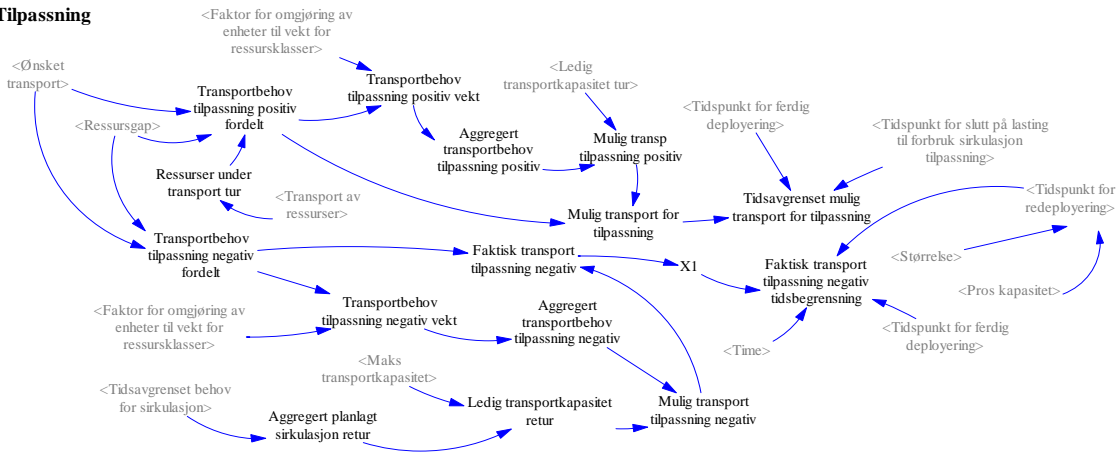 Tilpassning
<Faktor for omgjøring av
enheter til vekt for
ressursklasser>
<Ønsket
transport>
Transportbehov
tilpassning positiv
fordelt
Transportbehov
tilpassning positiv vekt
<Ledig
transportkapasitet tur>
<Ressursgap>
Aggregert
transportbehov
tilpassning positiv
Mulig transp
tilpassning positiv
<Tidspunkt for ferdig
deployering>
<Tidspunkt for slutt på lasting
til forbruk sirkulasjon
tilpassning>
Ressurser under
transport tur
<Transport av
ressurser>
Mulig transport for
tilpassning
Tidsavgrenset mulig
transport for tilpassning
<Tidspunkt for
redeployering>
Transportbehov
tilpassning negativ
fordelt
Faktisk transport
tilpassning negativ
X1
Faktisk transport
tilpassning negativ
tidsbegrensning
<Størrelse>
<Pros kapasitet>
<Faktor for omgjøring av
enheter til vekt for
ressursklasser>
Transportbehov
tilpassning negativ vekt
Aggregert
transportbehov
tilpassning negativ
<Time>
<Tidspunkt for ferdig
deployering>
<Maks
transportkapasitet>
<Tidsavgrenset behov
for sirkulasjon>
Aggregert planlagt
sirkulasjon retur
Ledig transportkapasitet
retur
Mulig transport
tilpassning negativ